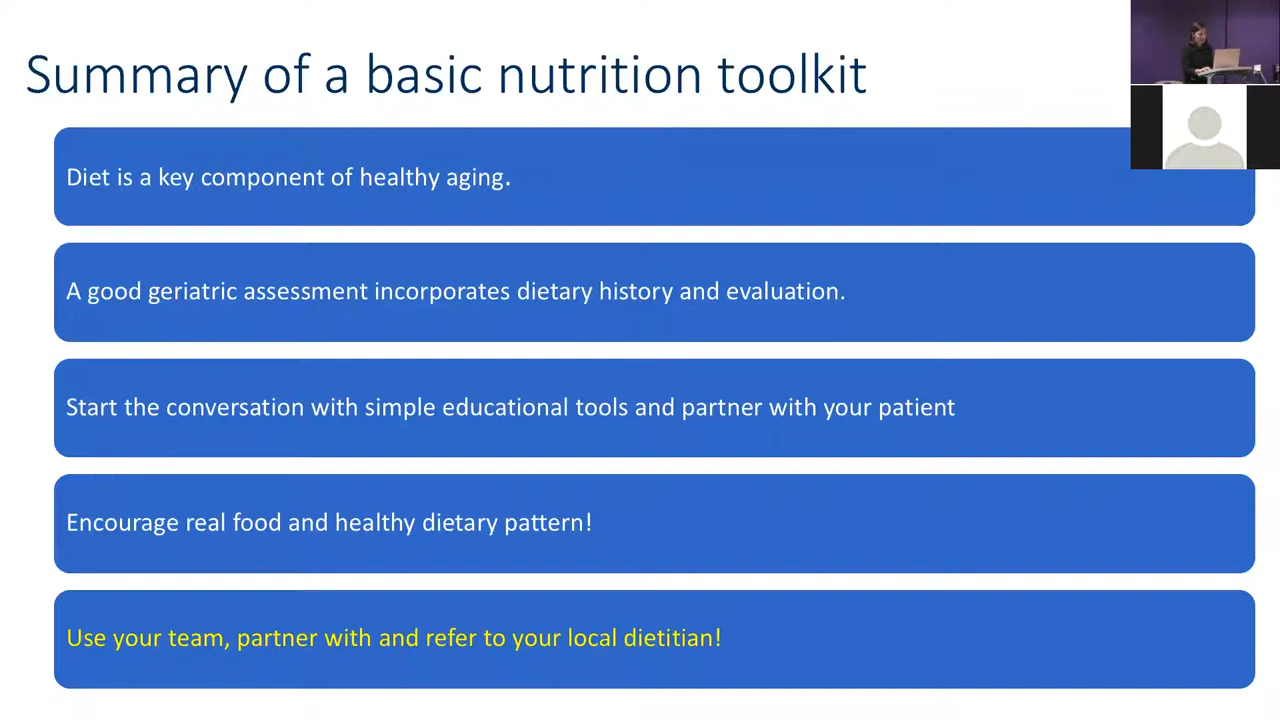 Summary of a basic nutrition toolkit
Diet is a key component of healthy aging.
A good geriatric assessment incorporates dietary history and evaluation.
Start the conversation with simple educational tools and partner with your patient
Encourage real food and healthy dietary pattern!
Use your team, partner with and refer to your local dietitian!